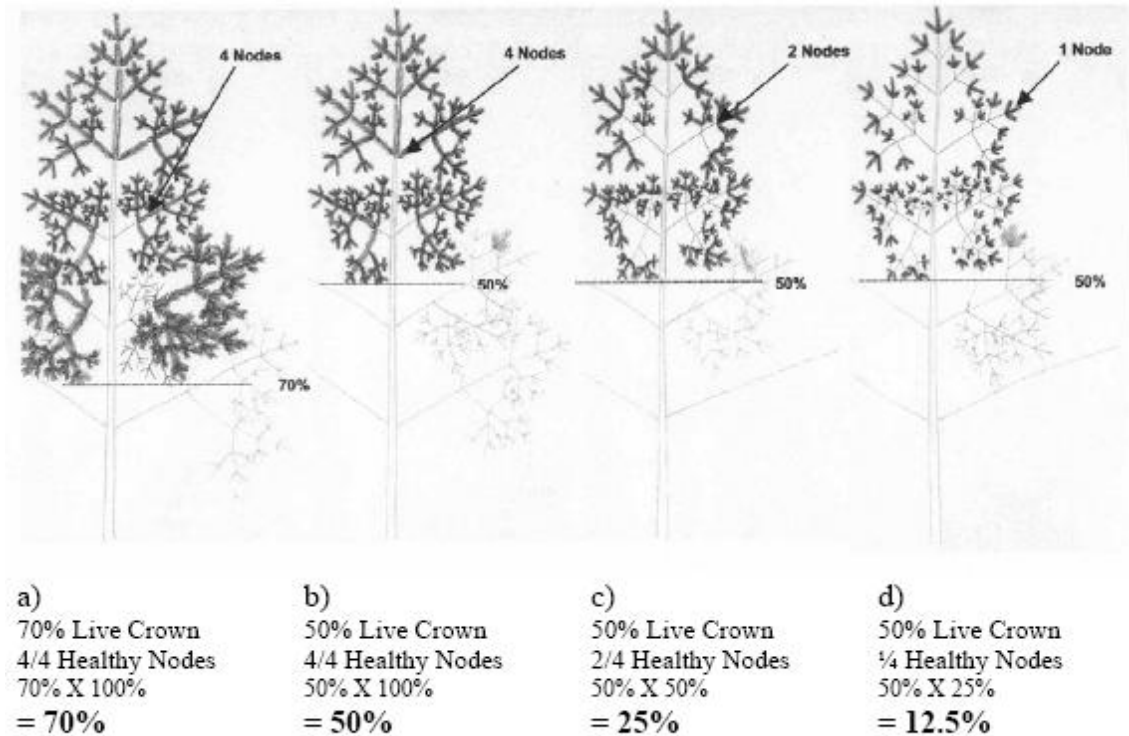 4 Nodes
4 Nodes
2 Nodes
1 Node
70%
50%
50%
50%
a)
70% Live Crown
4/4 Healthy Nodes
70% X 100%
= 70%
b)
50% Live Crown
4/4 Healthy Nodes
50% X 100%
= 50%
c)
50% Live Crown
2/4 Healthy Nodes
50% X 50%
= 25%
d)
50% Live Crown
¼ Healthy Nodes
50% X 25%
= 12.5%